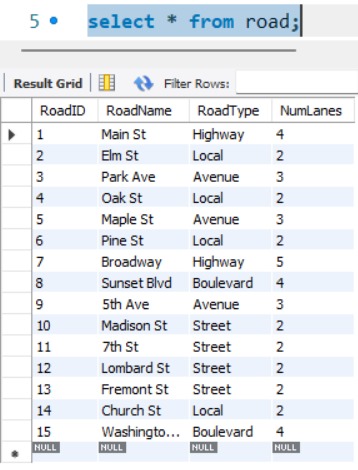 5 select * from road;
Result Grid Filter Rows:
RoadID RoadName RoadType NumLanes
1 Main St Highway 4
2 Elm St Local 2
3 Park Ave Avenue 3
4 Oak St Local 2
5 Maple St Avenue 3
6 Pine St Local 2
7 Broadway Highway 5
8 Sunset Blvd Boulevard 4
9 5th Ave Avenue 3
10 Madison St Street 2
11 7th St Street 2
12 Lombard St Street 2
13 Fremont St Street 2
14 Church St Local 2
15 Washingto... Boulevard 4
NULL NULL NULL NULL